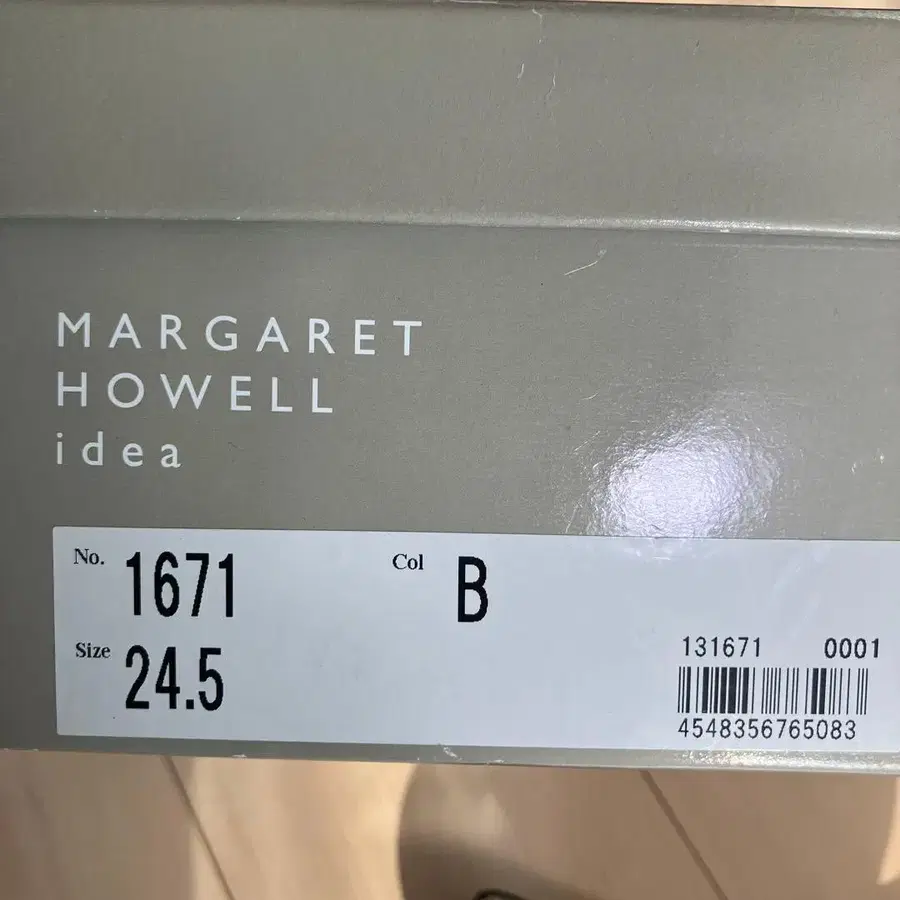 MARGARET
HOWELL
idea
No. 1671 Col B
Size 24.5
131671 0001
4548356765083